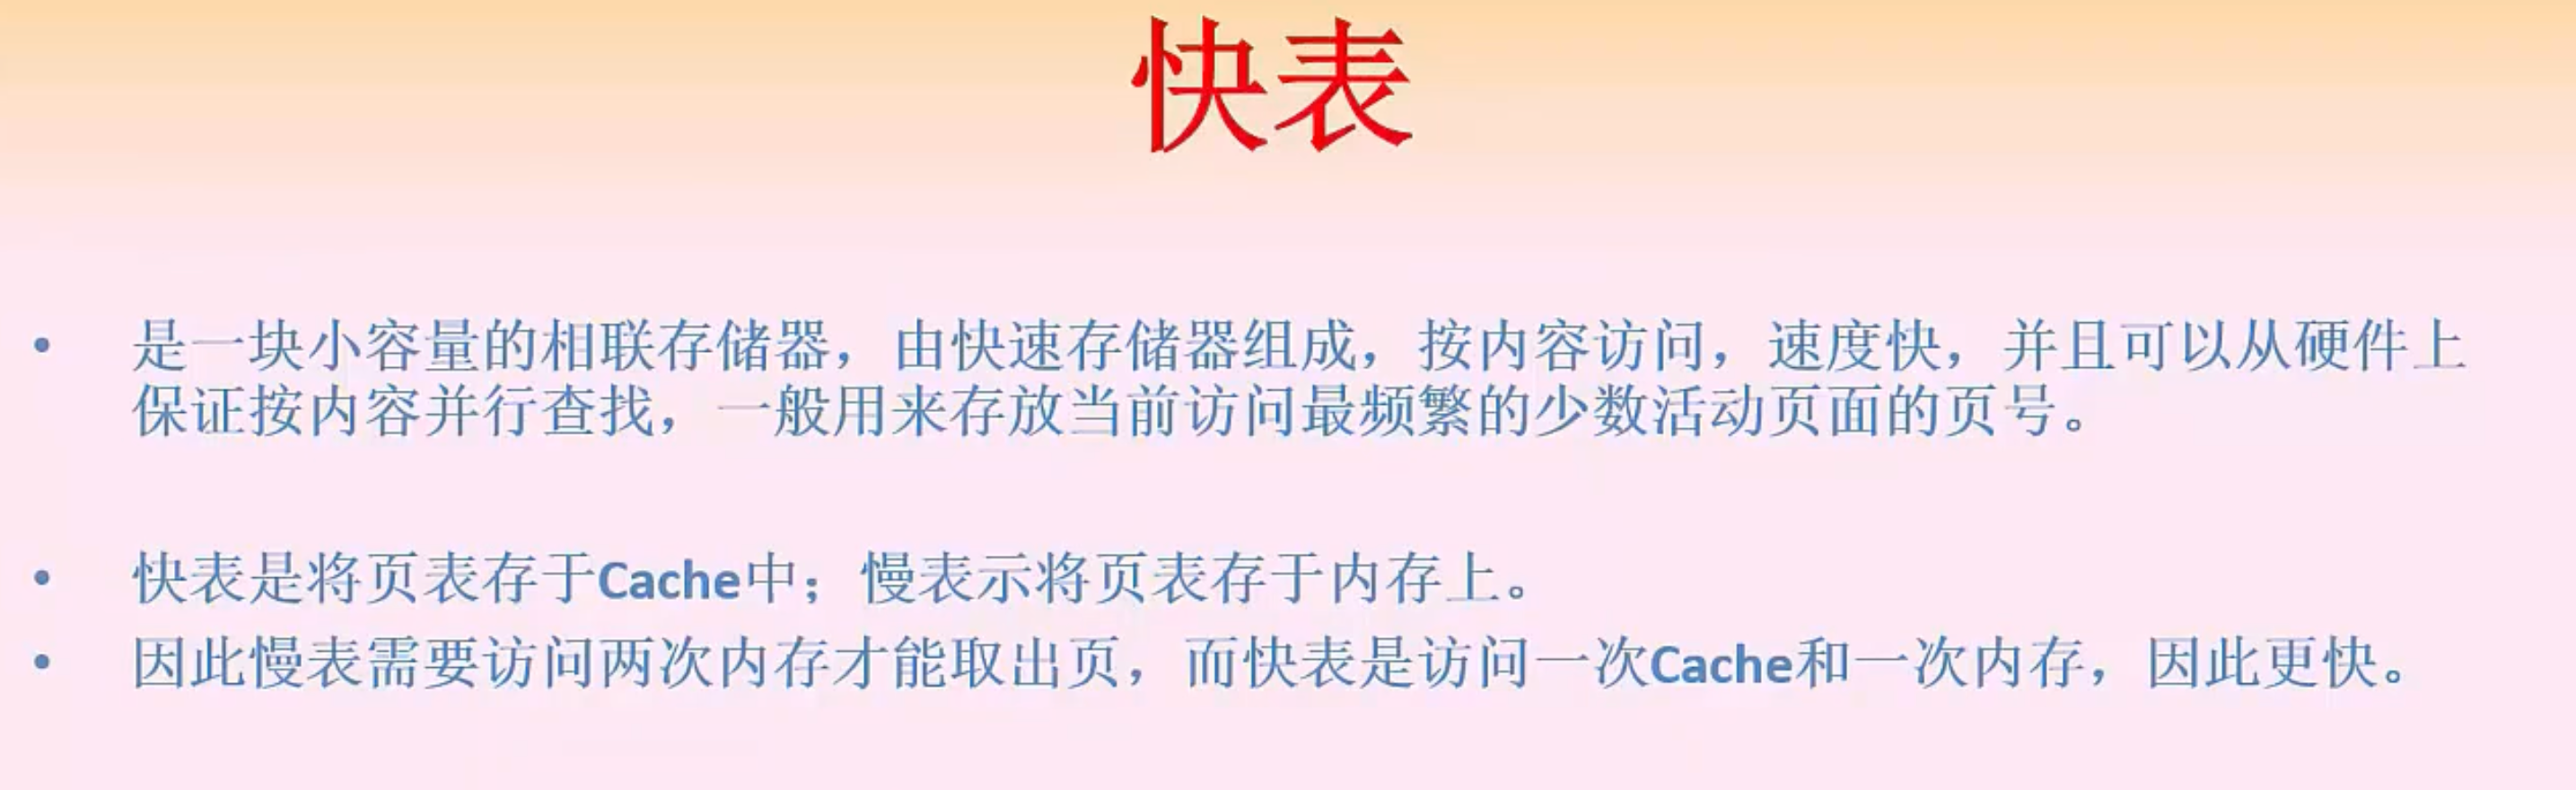 快表
• 是一块小容量的相联存储器，由快速存储器组成，按内容访问，速度快，并且可以从硬件上
保证按内容并行查找，一般用来存放当前访问最频繁的少数活动页面的页号。
• 快表是将页表存于Cache中；慢表示将页表存于内存上。
• 因此慢表需要访问两次内存才能取出页，而快表是访问一次Cache和一次内存，因此更快。